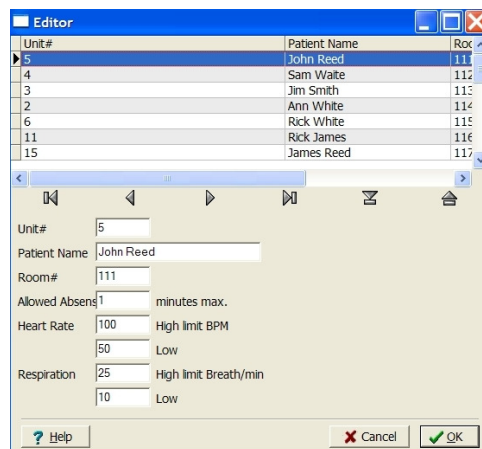 Editor
Unit# Patient Name Roo
5 John Reed 111
4 Sam Waite 112
3 Jim Smith 113
2 Ann White 114
6 Rick White 115
11 Rick James 116
15 James Reed 117
Unit# 5
Patient Name John Reed
Room# 111
Allowed Absens 1 minutes max.
Heart Rate 100 High limit BPM
50 Low
Respiration 25 High limit Breath/min
10 Low
? Help Cancel OK